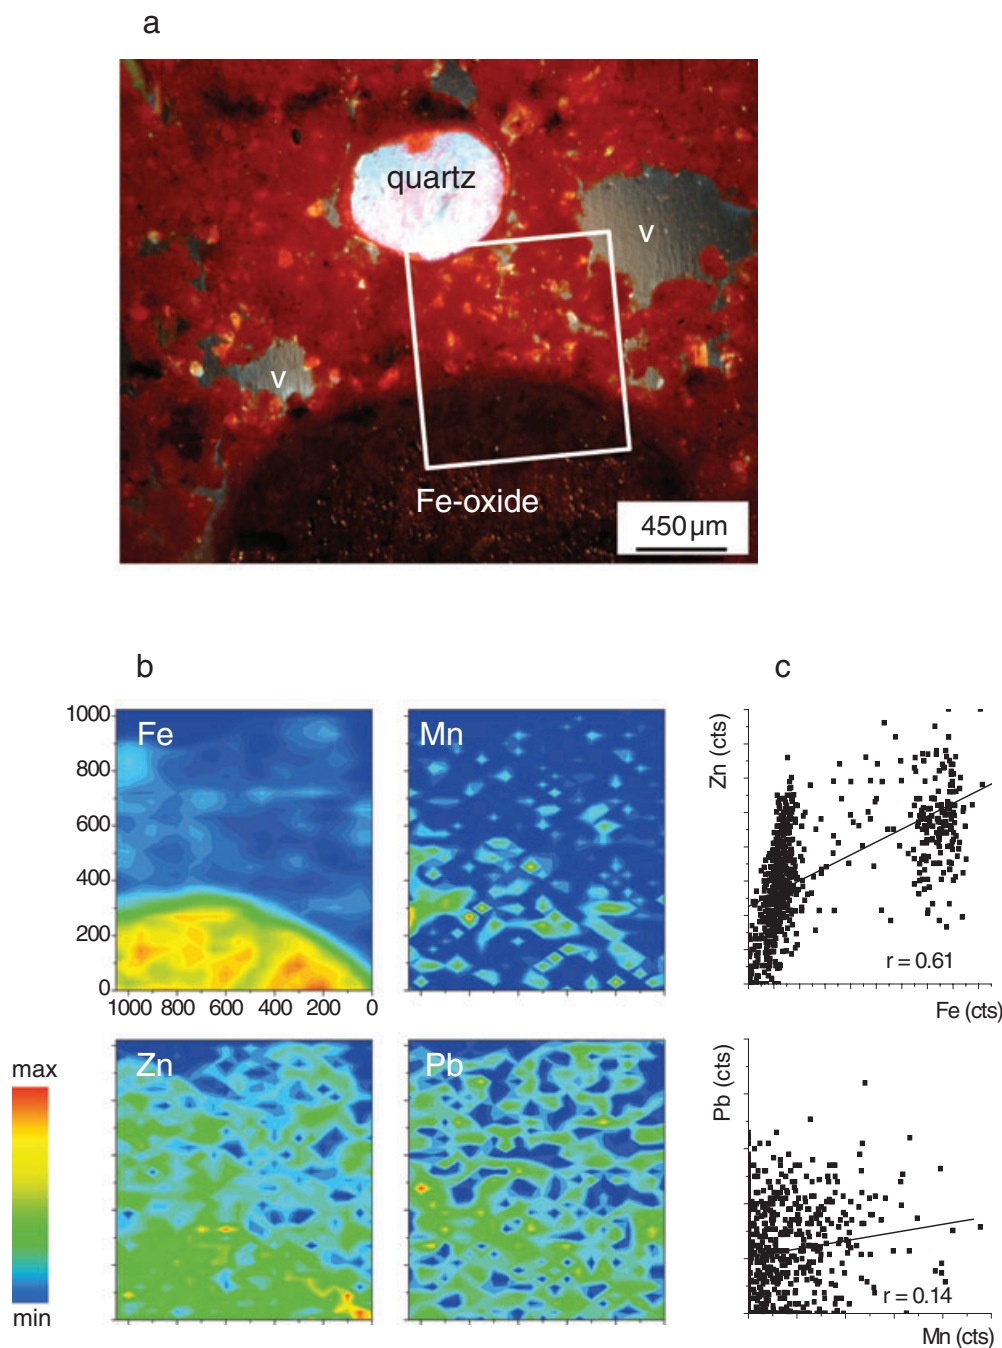 a
quartz
v
v
Fe-oxide
450 µm
b
c
Fe
1000
800
600
400
200
0
1000 800 600 400 200 0
Mn
Zn (cts)
r = 0.61
Fe (cts)
max
min
Zn
Pb
Pb (cts)
r = 0.14
Mn (cts)